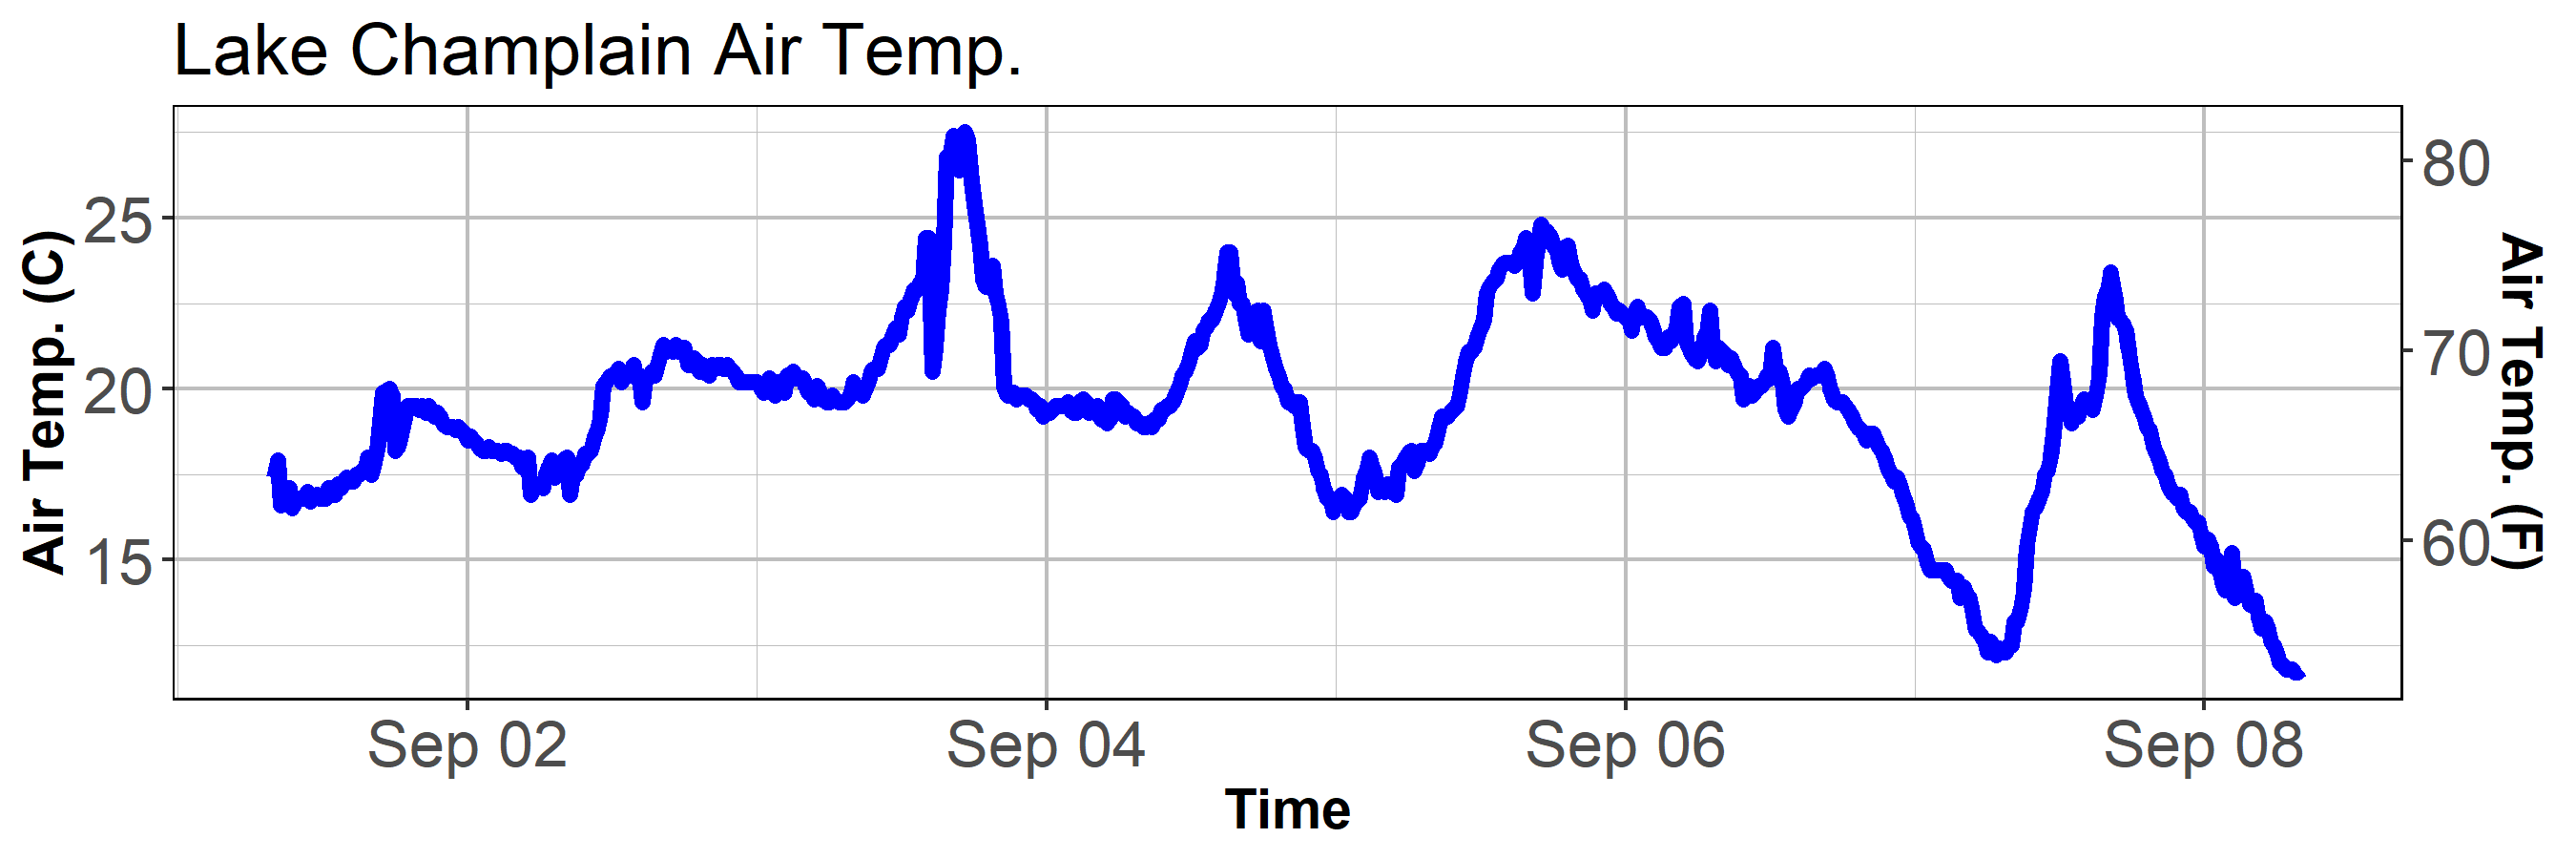 Lake Champlain Air Temp.
Air Temp. (C)
25
20
15
80
70
60
Air Temp. (F)
Sep 02 Sep 04 Sep 06 Sep 08
Time